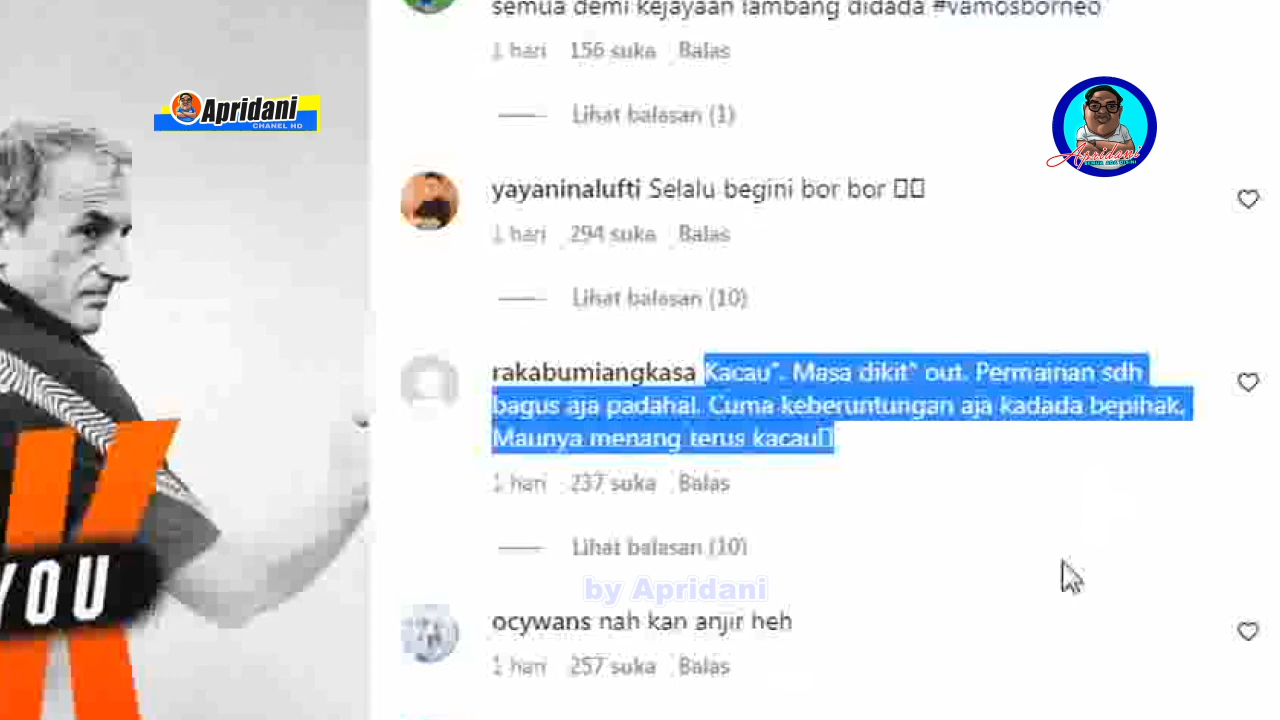 semua demi kejayaan lambang didada #vamosborneo
1 hari 156 suka Balas
Lihat balasan (1)
Apridani
CHANEL HD
Apridani
yayaninalufti Selalu begini bor bor
1 hari 294 suka Balas
Lihat balasan (10)
rakabumiangkasa Kacau". Masa dikit" out. Permainan sdh
bagus aja padahal. Cuma keberuntungan aja kadada bepihak.
Maunya menang terus kacau
1 hari 237 suka Balas
Lihat balasan (10)
YOU
by Apridani
ocywans nah kan anjir heh
1 hari 257 suka Balas